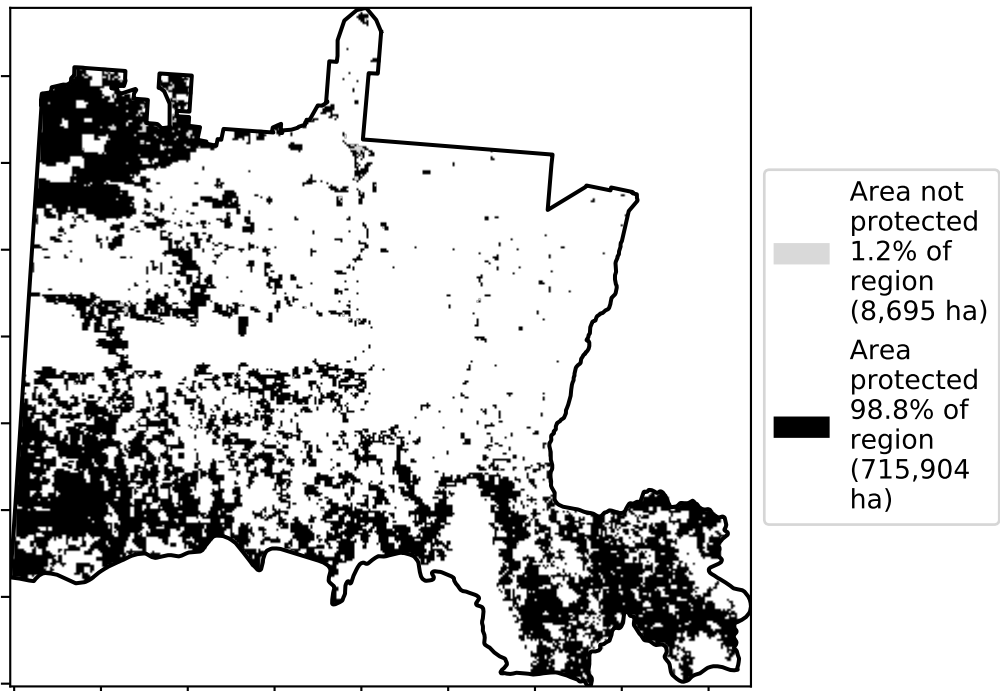 Area not
protected
1.2% of
region
(8,695 ha)
Area
protected
98.8% of
region
(715,904
ha)